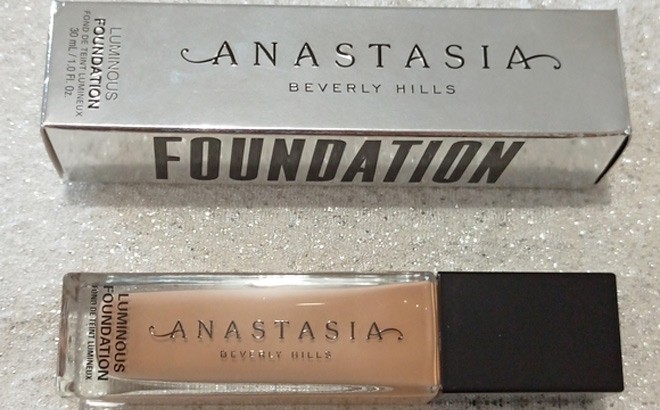 LUMINOUS
FOUNDATION
FOND DE TEINT LUMINEUX
30 mL / 1.0 Fl. Oz.
ANASTASIA
BEVERLY HILLS
FOUNDATION
LUMINOUS
FOUNDATION
FOND DE TEINT LUMINEUX
ANASTASIA
BEVERLY HILLS